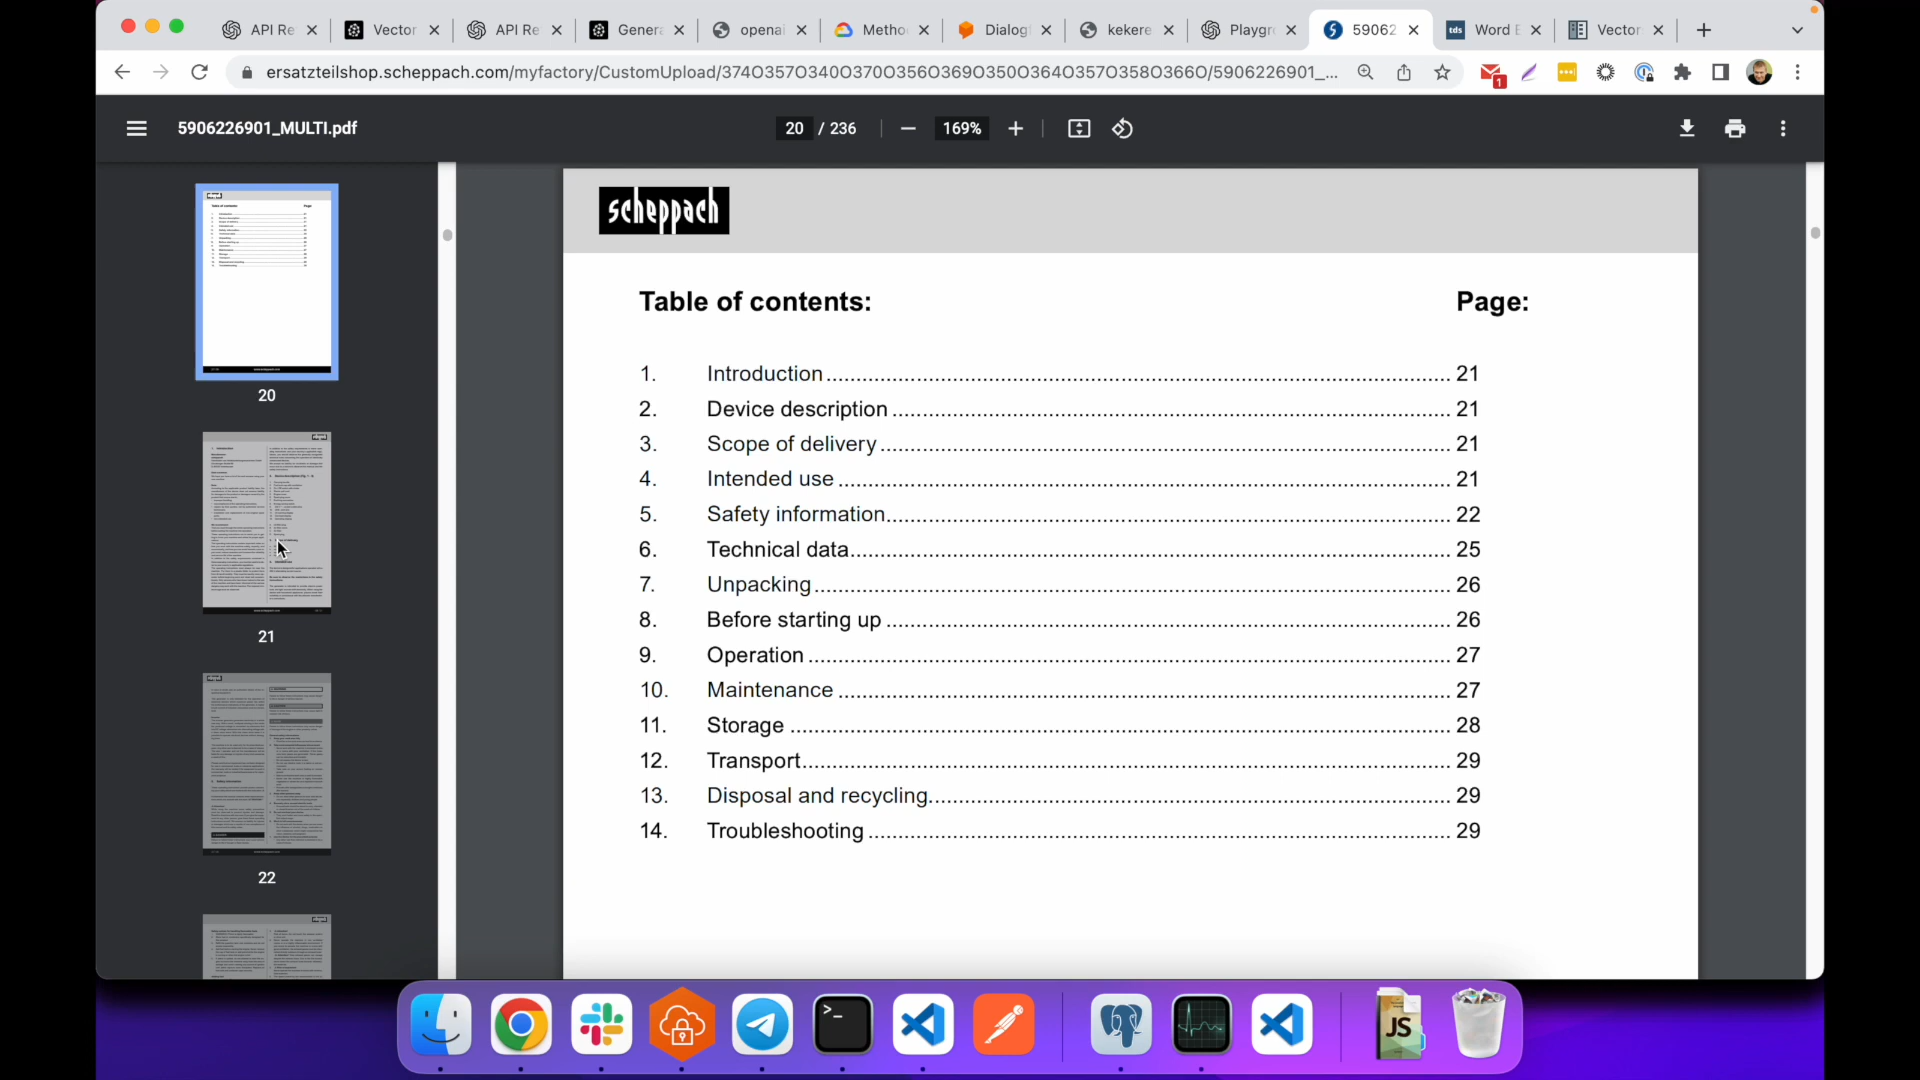 API Re
Vector
API Re
Genera
openai
Metho
Dialog
kekere
Playgr
59062
tds
Word E
Vector
ersatzteilshop.scheppach.com/myfactory/CustomUpload/374O357O340O370O356O369O350O364O357O358O366O/5906226901_...
1
5906226901_MULTI.pdf
20 / 236
169%
scheppach
Table of contents: Page:
1. Introduction 21
2. Device description 21
3. Scope of delivery 21
4. Intended use 21
5. Safety information 22
6. Technical data 25
7. Unpacking 26
8. Before starting up 26
9. Operation 27
10. Maintenance 27
11. Storage 28
12. Transport 29
13. Disposal and recycling 29
14. Troubleshooting 29
20
21
22
>_
JS